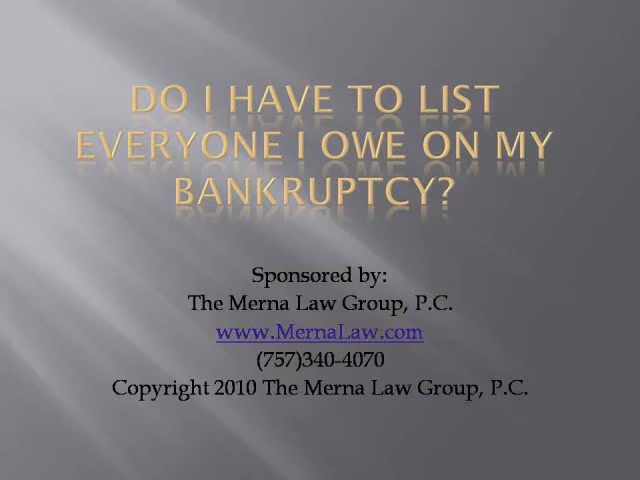 DO I HAVE TO LIST
EVERYONE I OWE ON MY
BANKRUPTCY?
Sponsored by:
The Merna Law Group, P.C.
www.MernaLaw.com
(757)340-4070
Copyright 2010 The Merna Law Group, P.C.